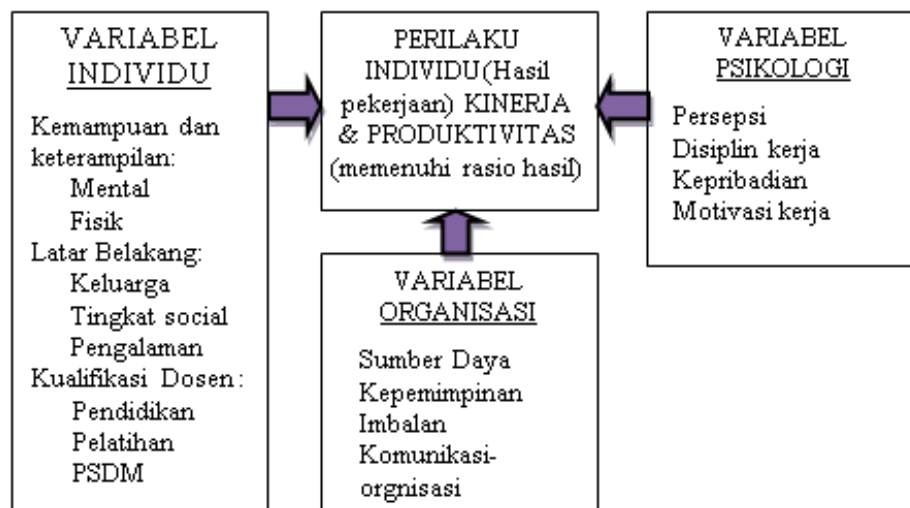 VARIABEL
INDIVIDU
Kemampuan dan
keterampilan:
Mental
Fisik
Latar Belakang:
Keluarga
Tingkat social
Pengalaman
Kualifikasi Dosen:
Pendidikan
Pelatihan
PSDM
PERILAKU
INDIVIDU(Hasil
pekerjaan) KINERJA
& PRODUKTIVITAS
(memenuhi rasio hasil)
VARIABEL
ORGANISASI
Sumber Daya
Kepemimpinan
Imbalan
Komunikasi-
orgnisasi
VARIABEL
PSIKOLOGI
Persepsi
Disiplin kerja
Kepribadian
Motivasi kerja